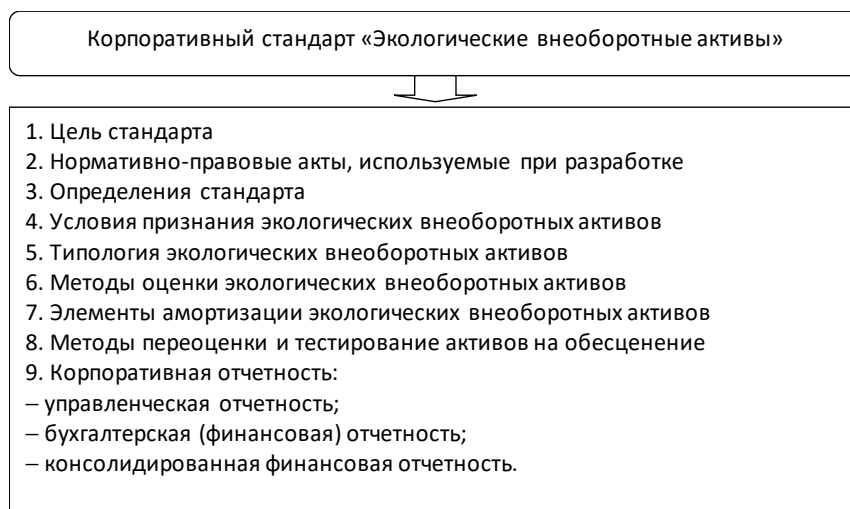 Корпоративный стандарт «Экологические внеоборотные активы»
1. Цель стандарта
2. Нормативно-правовые акты, используемые при разработке
3. Определения стандарта
4. Условия признания экологических внеоборотных активов
5. Типология экологических внеоборотных активов
6. Методы оценки экологических внеоборотных активов
7. Элементы амортизации экологических внеоборотных активов
8. Методы переоценки и тестирование активов на обесценение
9. Корпоративная отчетность:
– управленческая отчетность;
– бухгалтерская (финансовая) отчетность;
– консолидированная финансовая отчетность.